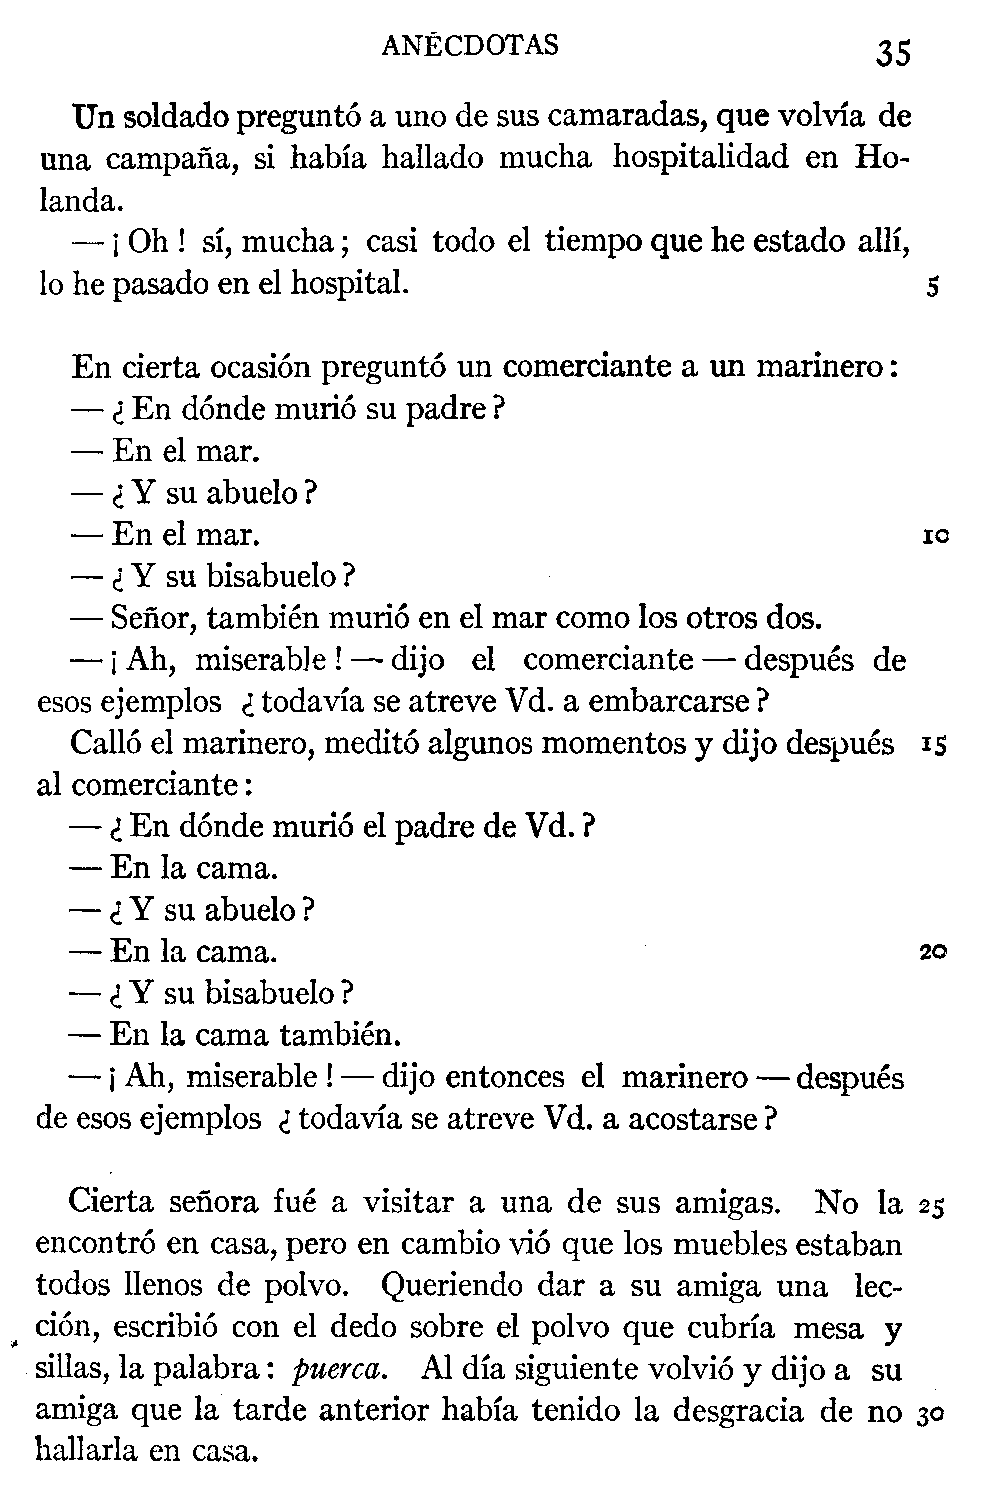 ANÉCDOTAS 35
Un soldado preguntó a uno de sus camaradas, que volvía de
una campaña, si había hallado mucha hospitalidad en Ho-
landa.
— ¡ Oh ! sí, mucha ; casi todo el tiempo que he estado allí,
lo he pasado en el hospital. 5
En cierta ocasión preguntó un comerciante a un marinero :
— ¿ En dónde murió su padre ?
— En el mar.
— ¿ Y su abuelo ?
— En el mar. 10
— ¿ Y su bisabuelo ?
— Señor, también murió en el mar como los otros dos.
— ¡ Ah, miserable ! — dijo el comerciante — después de
esos ejemplos ¿ todavía se atreve Vd. a embarcarse ?
Calló el marinero, meditó algunos momentos y dijo después 15
al comerciante :
— ¿ En dónde murió el padre de Vd. ?
— En la cama.
— ¿ Y su abuelo ?
— En la cama. 20
— ¿ Y su bisabuelo ?
— En la cama también.
— ¡ Ah, miserable ! — dijo entonces el marinero — después
de esos ejemplos ¿ todavía se atreve Vd. a acostarse ?
Cierta señora fué a visitar a una de sus amigas. No la 25
encontró en casa, pero en cambio vió que los muebles estaban
todos llenos de polvo. Queriendo dar a su amiga una lec-
ción, escribió con el dedo sobre el polvo que cubría mesa y
sillas, la palabra : puerca. Al día siguiente volvió y dijo a su
amiga que la tarde anterior había tenido la desgracia de no 30
hallarla en casa.